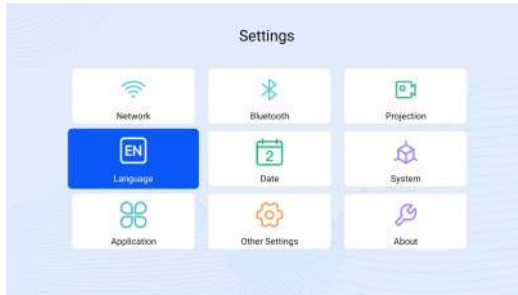 Settings
Network
Bluetooth
Projection
EN
Language
2
Date
System
Application
Other Settings
About